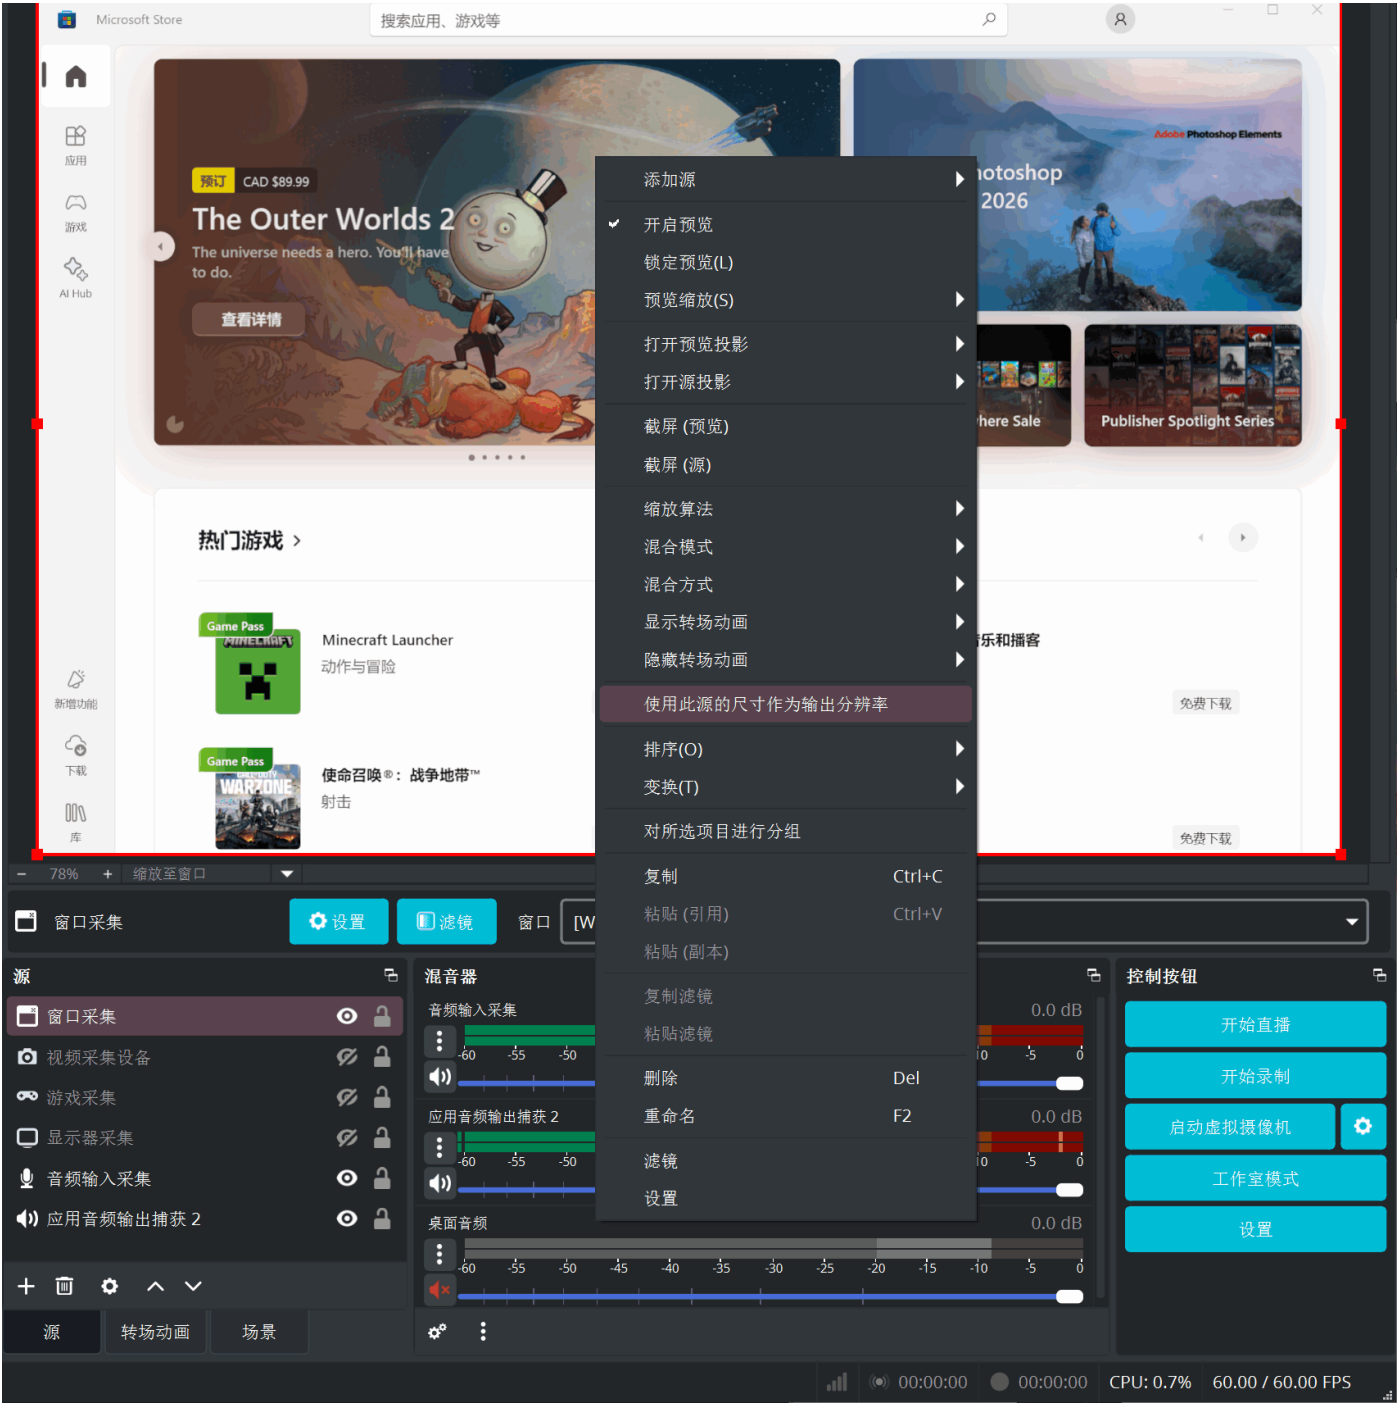 Microsoft Store
搜索应用、游戏等
应用
游戏
AI Hub
新增功能
下载
库
预订 CAD $89.99
The Outer Worlds 2
The universe needs a hero. You'll have
to do.
查看详情
Adobe Photoshop Elements
hotoshop
2026
here Sale
Publisher Spotlight Series
热门游戏 >
Game Pass
MINECRAFT
Minecraft Launcher
动作与冒险
Game Pass
CALL OF DUTY
WARZONE
使命召唤®：战争地带™
射击
乐和播客
免费下载
免费下载
添加源
开启预览
锁定预览(L)
预览缩放(S)
打开预览投影
打开源投影
截屏 (预览)
截屏 (源)
缩放算法
混合模式
混合方式
显示转场动画
隐藏转场动画
使用此源的尺寸作为输出分辨率
排序(O)
变换(T)
对所选项目进行分组
复制 Ctrl+C
粘贴 (引用) Ctrl+V
粘贴 (副本)
复制滤镜
粘贴滤镜
删除 Del
重命名 F2
滤镜
设置
- 78% + 缩放至窗口
窗口采集 设置 滤镜 窗口 [W
源
窗口采集
视频采集设备
游戏采集
显示器采集
音频输入采集
应用音频输出捕获 2
源 转场动画 场景
混音器
音频输入采集 0.0 dB
-60 -55 -50 10 -5 0
应用音频输出捕获 2 0.0 dB
-60 -55 -50 10 -5 0
桌面音频 0.0 dB
-60 -55 -50 -45 -40 -35 -30 -25 -20 -15 -10 -5 0
控制按钮
开始直播
开始录制
启动虚拟摄像机
工作室模式
设置
00:00:00 00:00:00 CPU: 0.7% 60.00 / 60.00 FPS